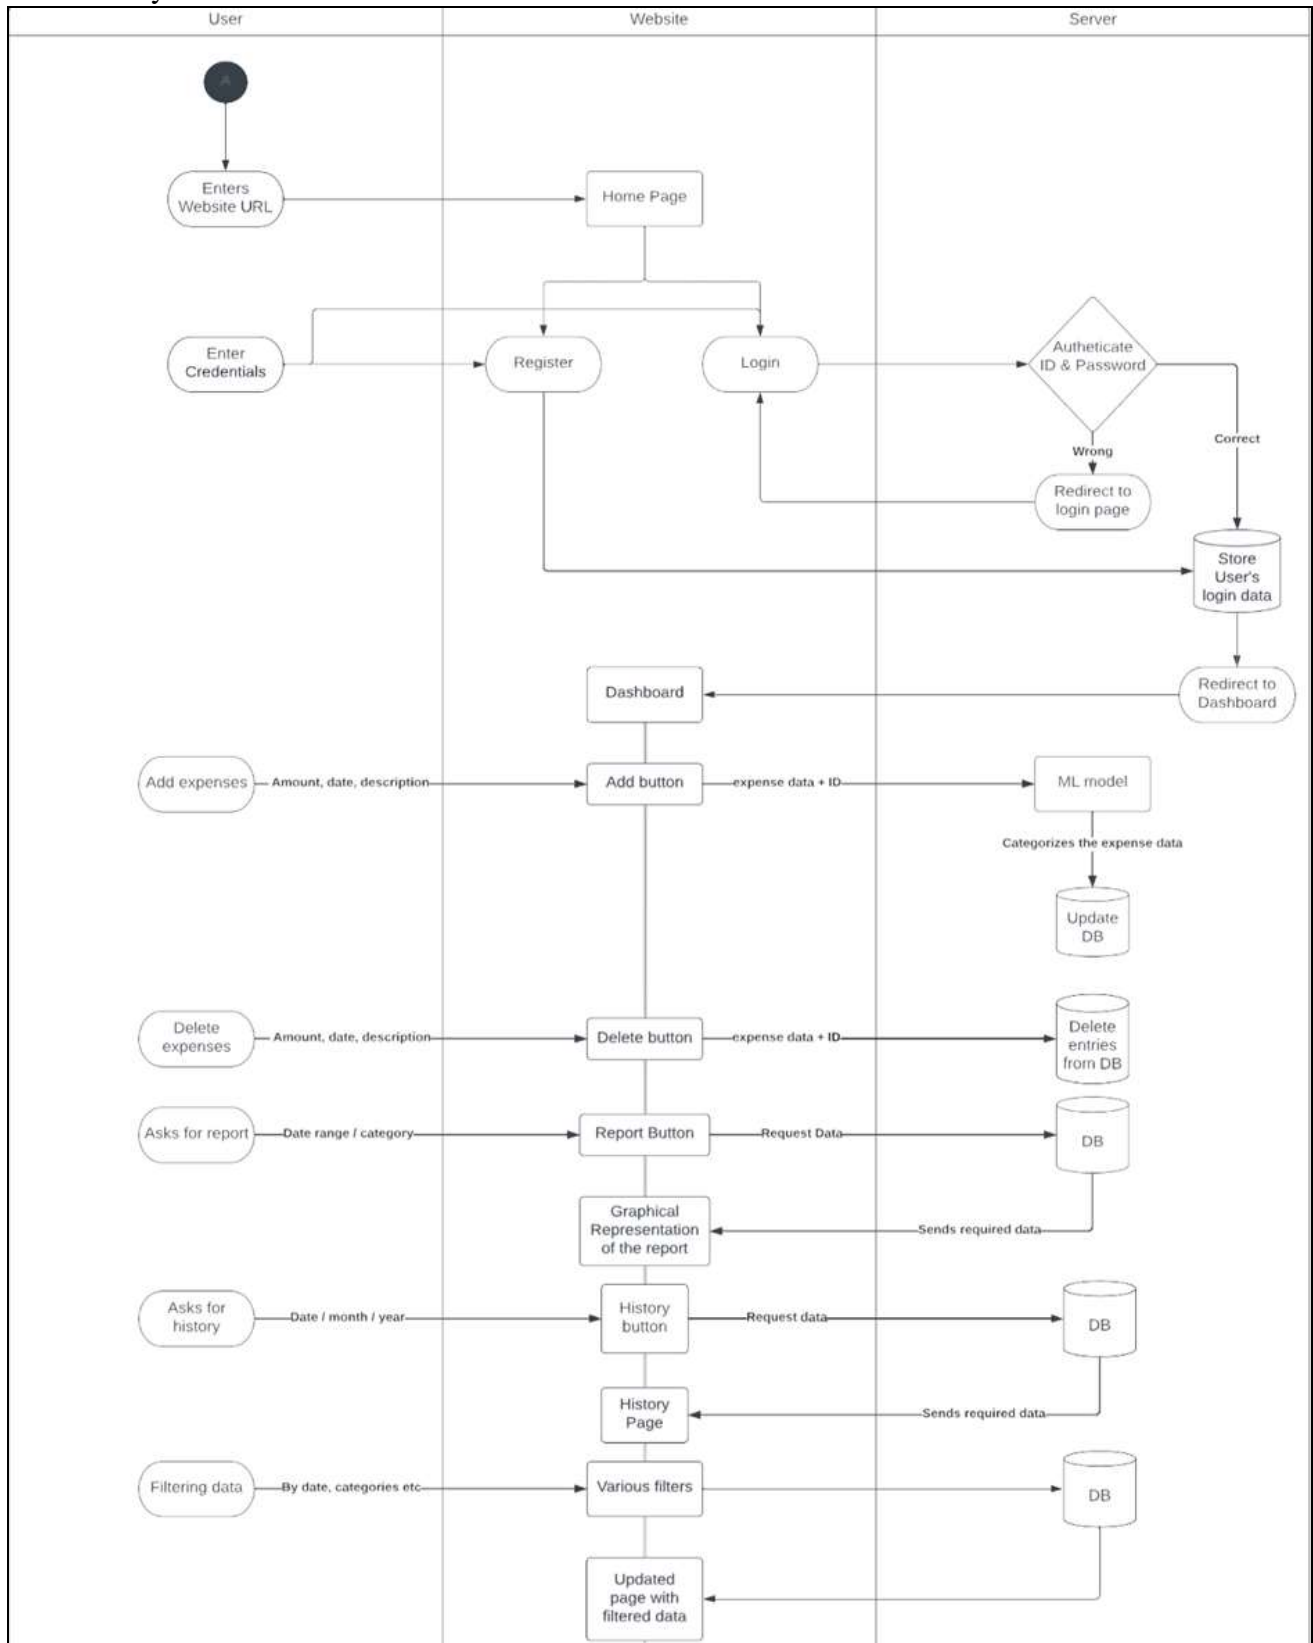 User
Website
Server
A
Enters
Website URL
Home Page
Enter
Credentials
Register
Login
Autheticate
ID & Password
Wrong
Correct
Redirect to
login page
Store
User's
login data
Dashboard
Redirect to
Dashboard
Add expenses
Amount, date, description
Add button
expense data + ID
ML model
Categorizes the expense data
Update
DB
Delete
expenses
Amount, date, description
Delete button
expense data + ID
Delete
entries
from DB
Asks for report
Date range / category
Report Button
Request Data
DB
Graphical
Representation
of the report
Sends required data
Asks for
history
Date / month / year
History
button
Request data
DB
History
Page
Sends required data
Filtering data
By date, categories etc
Various filters
DB
Updated
page with
filtered data